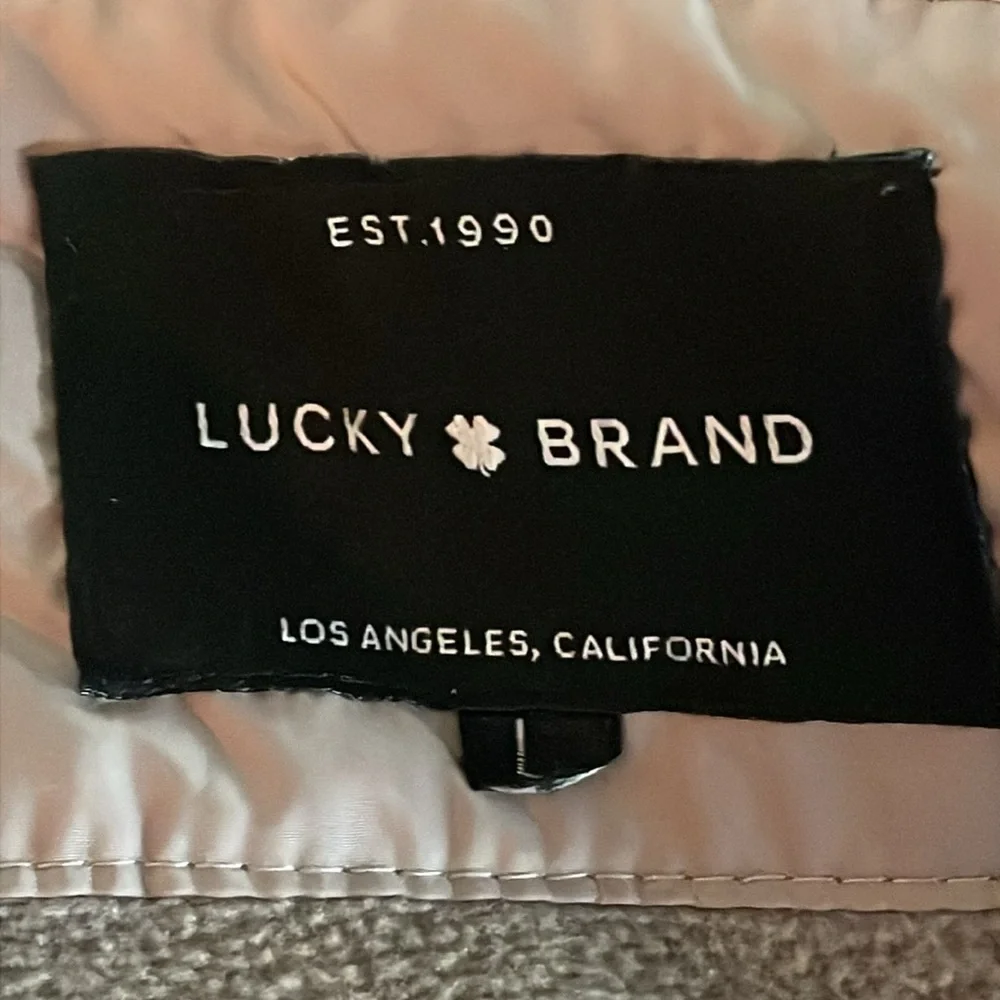 EST.1990
LUCKY BRAND
LOS ANGELES, CALIFORNIA